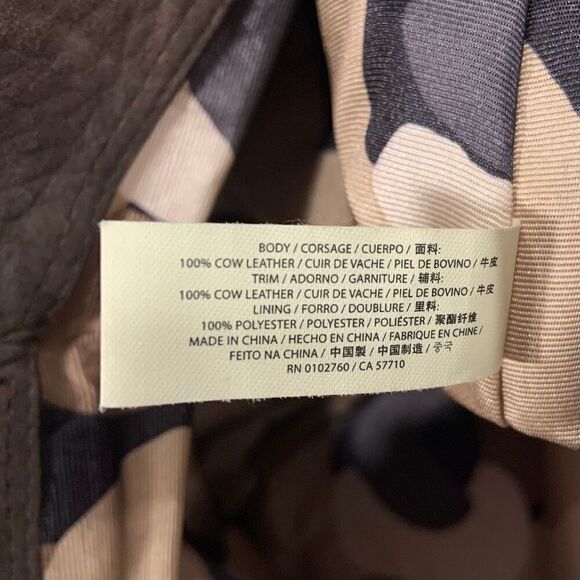 BODY / CORSAGE / CUERPO / 面料:
100% COW LEATHER / CUIR DE VACHE / PIEL DE BOVINO / 牛皮
TRIM / ADORNO / GARNITURE / 辅料:
100% COW LEATHER / CUIR DE VACHE / PIEL DE BOVINO / 牛皮
LINING / FORRO / DOUBLURE / 里料:
100% POLYESTER / POLYESTER / POLIÉSTER / 聚酯纤维
MADE IN CHINA / HECHO EN CHINA / FABRIQUE EN CHINE /
FEITO NA CHINA / 中国製 / 中国制造 / 중국
RN 0102760 / CA 57710